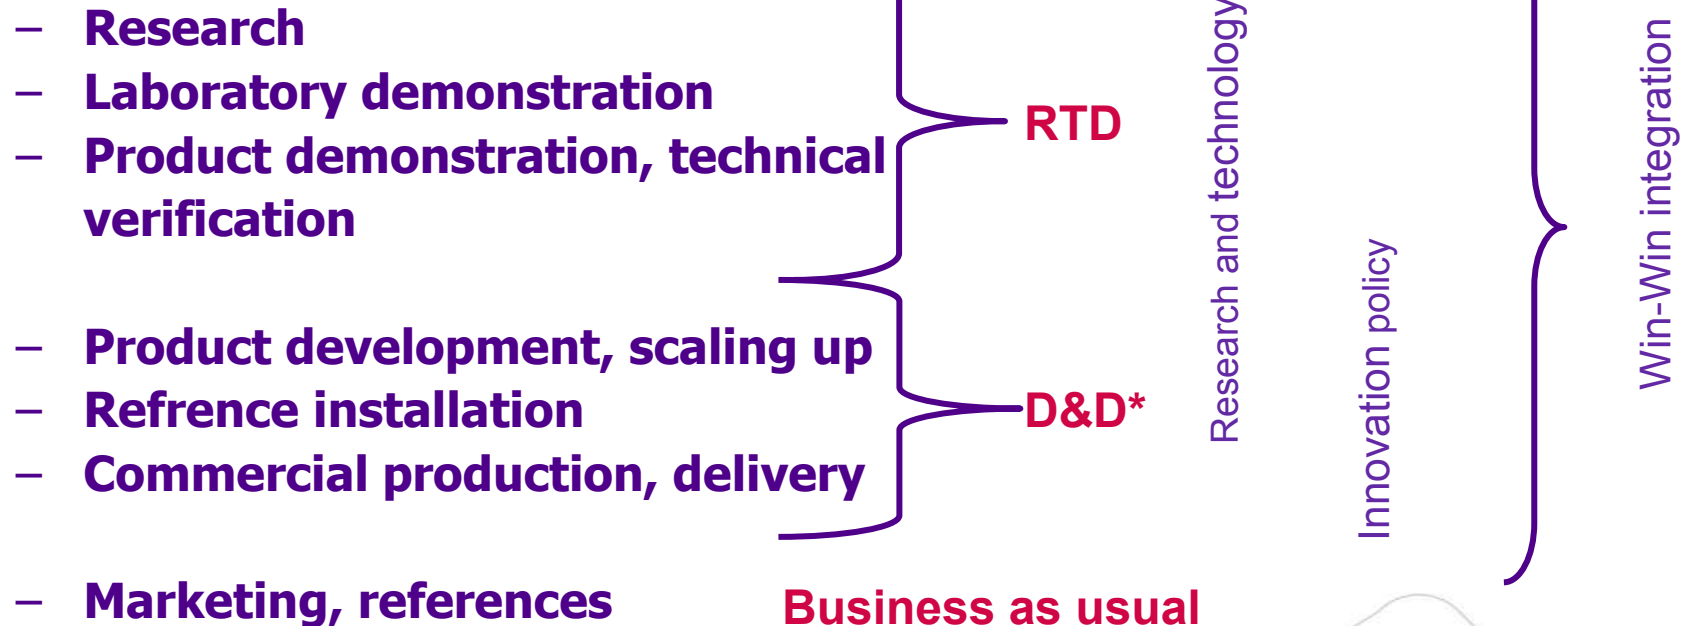 – Research
– Laboratory demonstration
– Product demonstration, technical
verification
RTD
– Product development, scaling up
– Refrence installation
– Commercial production, delivery
D&D*
– Marketing, references
Business as usual
Research and technology
Innovation policy
Win-Win integration